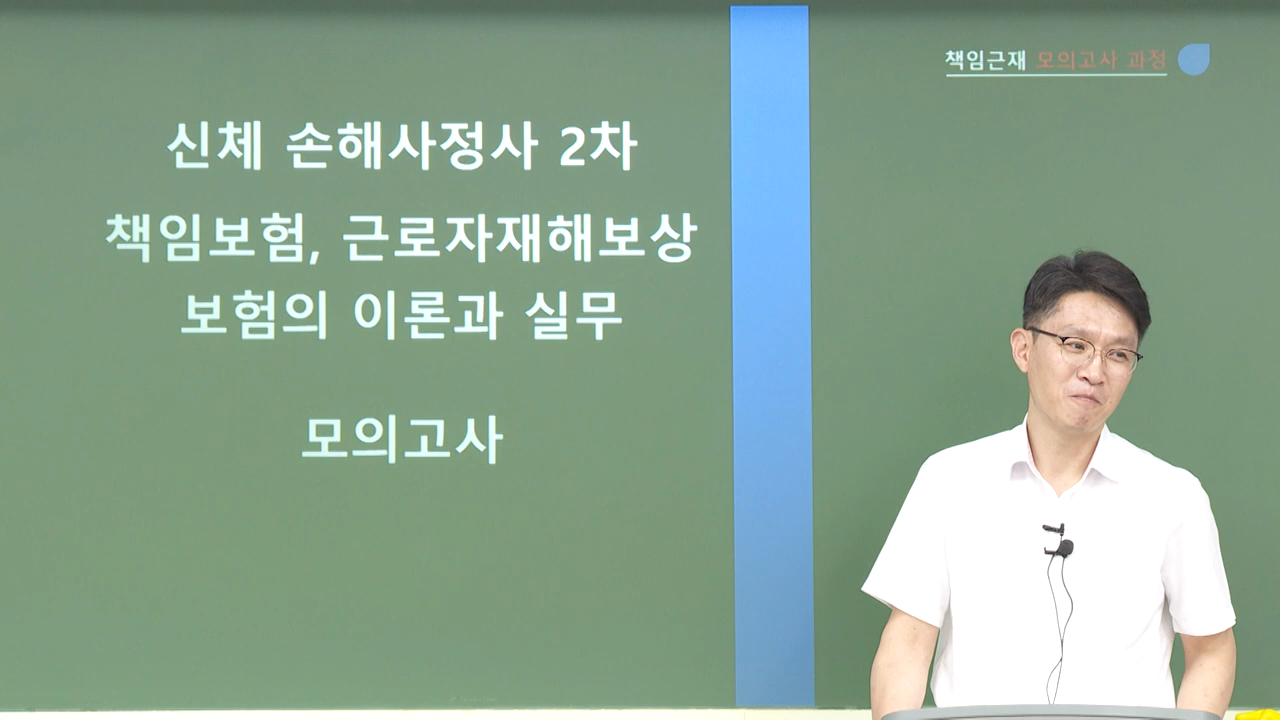 책임근재 모의고사 과정
신체 손해사정사 2차
책임보험, 근로자재해보상
보험의 이론과 실무
모의고사